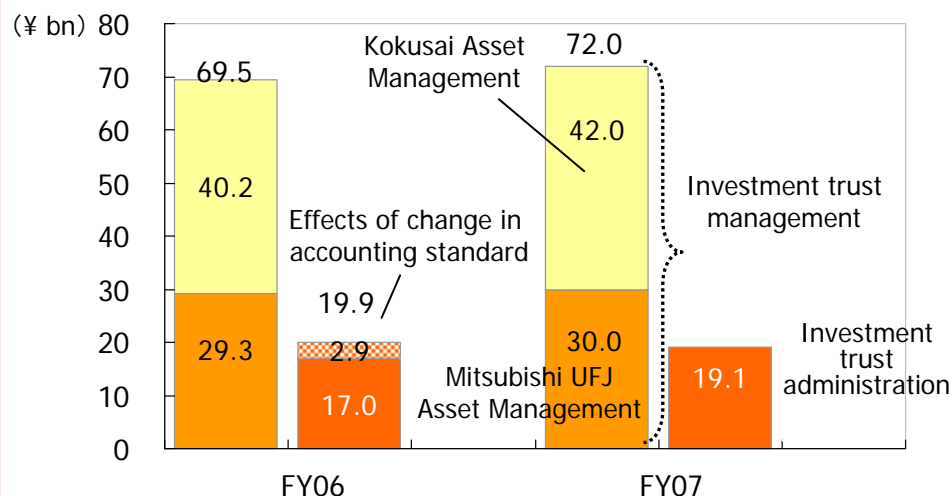 (¥ bn)
80
70
60
50
40
30
20
10
0
69.5
40.2
29.3
Effects of change in
accounting standard
19.9
2.9
17.0
Kokusai Asset
Management
Mitsubishi UFJ
Asset Management
72.0
42.0
30.0
Investment trust
management
19.1
Investment
trust
administration
FY06
FY07